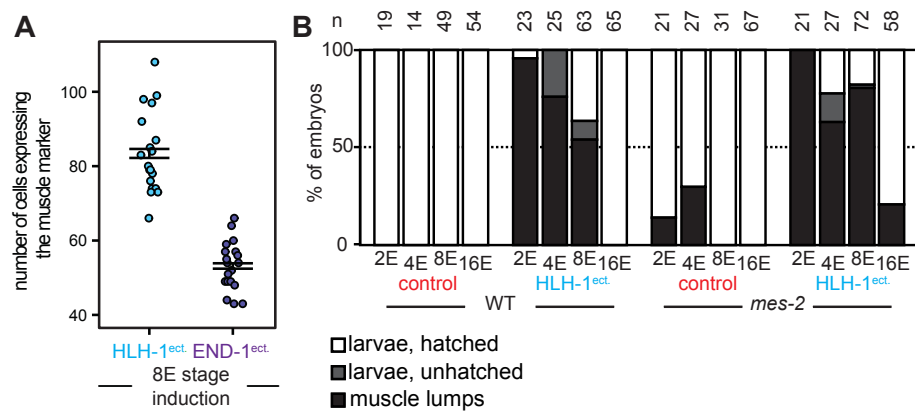 A
number of cells expressing
the muscle marker
100
80
60
40
HLH-1ect. END-1ect.
8E stage
induction
B
n 19 14 49 54 23 25 63 65 21 27 31 67 21 27 72 58
% of embryos
100
50
0
2E 4E 8E 16E 2E 4E 8E 16E 2E 4E 8E 16E 2E 4E 8E 16E
control HLH-1ect. control HLH-1ect.
WT mes-2
larvae, hatched
larvae, unhatched
muscle lumps